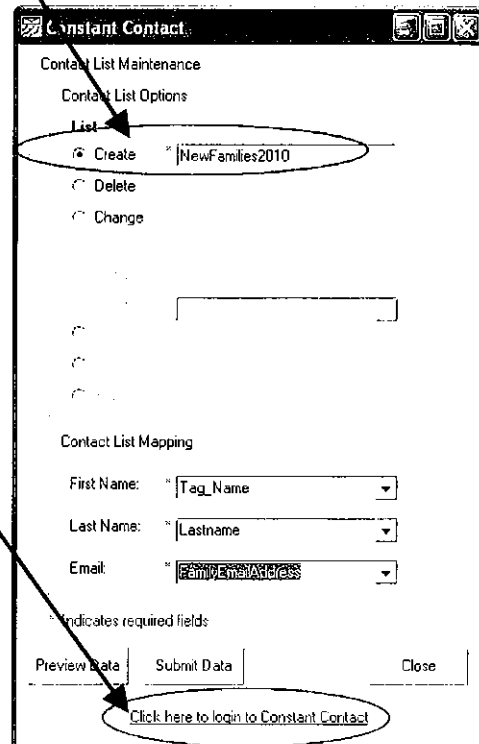 Constant Contact
Contact List Maintenance
Contact List Options
List
Create * NewFamilies2010
Delete
Change
Contact List Mapping
First Name: * Tag_Name
Last Name: * Lastname
Email: * FamilyEmailAddress
* Indicates required fields
Preview Data Submit Data Close
Click here to login to Constant Contact